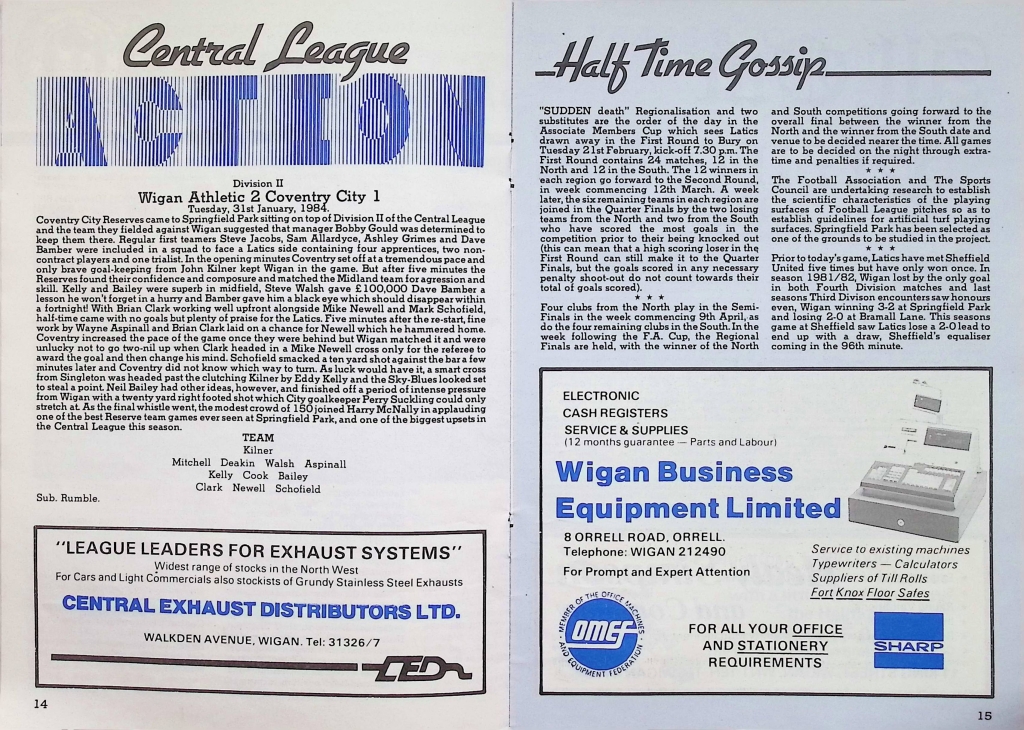 Central League
ACTION
Division II
Wigan Athletic 2 Coventry City 1
Tuesday, 31st January, 1984.
Coventry City Reserves came to Springfield Park sitting on top of Division II of the Central League
and the team they fielded against Wigan suggested that manager Bobby Gould was determined to
keep them there. Regular first teamers Steve Jacobs, Sam Allardyce, Ashley Grimes and Dave
Bamber were included in a squad to face a Latics side containing four apprentices, two non-
contract players and one trialist. In the opening minutes Coventry set off at a tremendous pace and
only brave goal-keeping from John Kilner kept Wigan in the game. But after five minutes the
Reserves found their confidence and composure and matched the Midland team for agression and
skill. Kelly and Bailey were superb in midfield, Steve Walsh gave £100,000 Dave Bamber a
lesson he won't forget in a hurry and Bamber gave him a black eye which should disappear within
a fortnight! With Brian Clark working well upfront alongside Mike Newell and Mark Schofield,
half-time came with no goals but plenty of praise for the Latics. Five minutes after the re-start, fine
work by Wayne Aspinall and Brian Clark laid on a chance for Newell which he hammered home.
Coventry increased the pace of the game once they were behind but Wigan matched it and were
unlucky not to go two-nil up when Clark headed in a Mike Newell cross only for the referee to
award the goal and then change his mind. Schofield smacked a ten yard shot against the bar a few
minutes later and Coventry did not know which way to turn. As luck would have it, a smart cross
from Singleton was headed past the clutching Kilner by Eddy Kelly and the Sky-Blues looked set
to steal a point. Neil Bailey had other ideas, however, and finished off a period of intense pressure
from Wigan with a twenty yard right footed shot which City goalkeeper Perry Suckling could only
stretch at. As the final whistle went, the modest crowd of 150 joined Harry McNally in applauding
one of the best Reserve team games ever seen at Springfield Park, and one of the biggest upsets in
the Central League this season.
TEAM
Kilner
Mitchell Deakin Walsh Aspinall
Kelly Cook Bailey
Clark Newell Schofield
Sub. Rumble.
"LEAGUE LEADERS FOR EXHAUST SYSTEMS"
Widest range of stocks in the North West
For Cars and Light Commercials also stockists of Grundy Stainless Steel Exhausts
CENTRAL EXHAUST DISTRIBUTORS LTD.
WALKDEN AVENUE, WIGAN. Tel: 31326/7
CED
14
Half Time Gossip
"SUDDEN death" Regionalisation and two
substitutes are the order of the day in the
Associate Members Cup which sees Latics
drawn away in the First Round to Bury on
Tuesday 21st February, kick-off 7.30 p.m. The
First Round contains 24 matches, 12 in the
North and 12 in the South. The 12 winners in
each region go forward to the Second Round,
in week commencing 12th March. A week
later, the six remaining teams in each region are
joined in the Quarter Finals by the two losing
teams from the North and two from the South
who have scored the most goals in the
competition prior to their being knocked out
(this can mean that a high scoring loser in the
First Round can still make it to the Quarter
Finals, but the goals scored in any necessary
penalty shoot-out do not count towards their
total of goals scored).
* * *
Four clubs from the North play in the Semi-
Finals in the week commencing 9th April, as
do the four remaining clubs in the South. In the
week following the F.A. Cup, the Regional
Finals are held, with the winner of the North
and South competitions going forward to the
overall final between the winner from the
North and the winner from the South date and
venue to be decided nearer the time. All games
are to be decided on the night through extra-
time and penalties if required.
* * *
The Football Association and The Sports
Council are undertaking research to establish
the scientific characteristics of the playing
surfaces of Football League pitches so as to
establish guidelines for artificial turf playing
surfaces. Springfield Park has been selected as
one of the grounds to be studied in the project.
* * *
Prior to today's game, Latics have met Sheffield
United five times but have only won once. In
season 1981/82, Wigan lost by the only goal
in both Fourth Division matches and last
seasons Third Divison encounters saw honours
even, Wigan winning 3-2 at Springfield Park
and losing 2-0 at Bramall Lane. This seasons
game at Sheffield saw Latics lose a 2-0 lead to
end up with a draw, Sheffield's equaliser
coming in the 96th minute.
ELECTRONIC
CASH REGISTERS
SERVICE & SUPPLIES
(12 months guarantee — Parts and Labour)
Wigan Business
Equipment Limited
8 ORRELL ROAD, ORRELL.
Telephone: WIGAN 212490
For Prompt and Expert Attention
Service to existing machines
Typewriters — Calculators
Suppliers of Till Rolls
Fort Knox Floor Safes
MEMBER OF THE OFFICE MACHINES
OMEF
AND EQUIPMENT FEDERATION
FOR ALL YOUR OFFICE
AND STATIONERY
REQUIREMENTS
SHARP
15